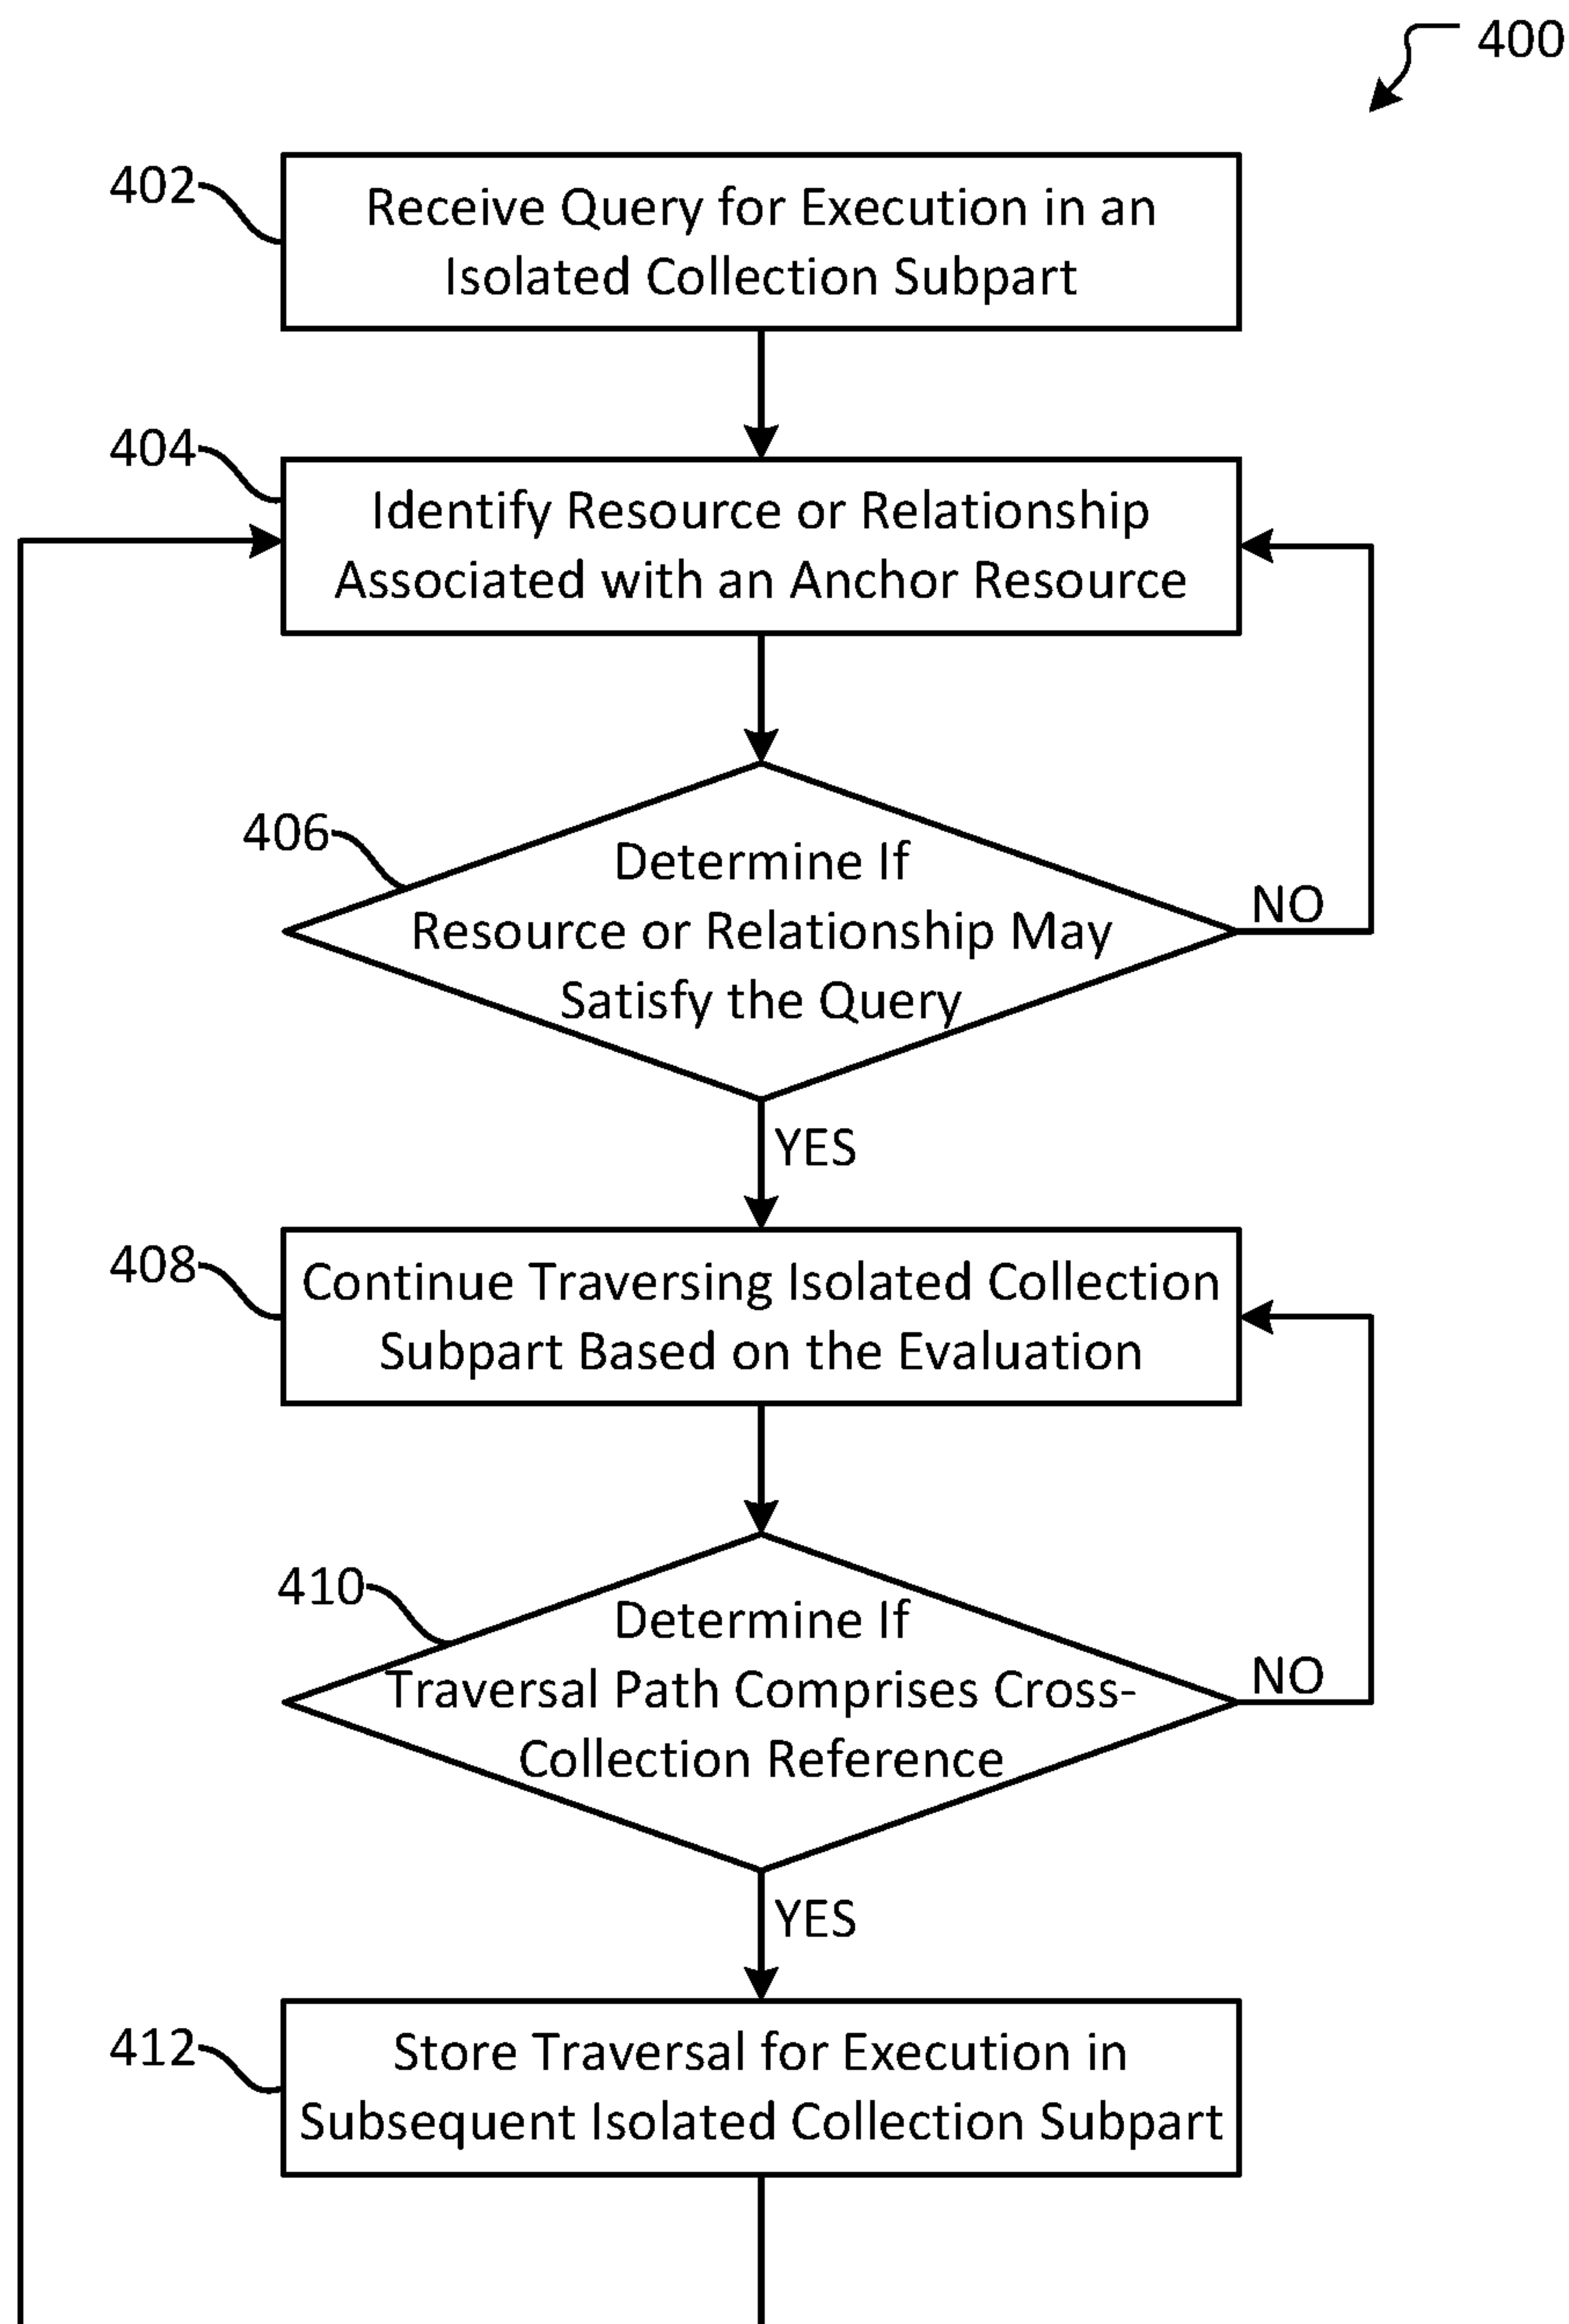 400
402
Receive Query for Execution in an
Isolated Collection Subpart
404
Identify Resource or Relationship
Associated with an Anchor Resource
406
Determine If
Resource or Relationship May
Satisfy the Query
NO
YES
408
Continue Traversing Isolated Collection
Subpart Based on the Evaluation
410
Determine If
Traversal Path Comprises Cross-
Collection Reference
NO
YES
412
Store Traversal for Execution in
Subsequent Isolated Collection Subpart